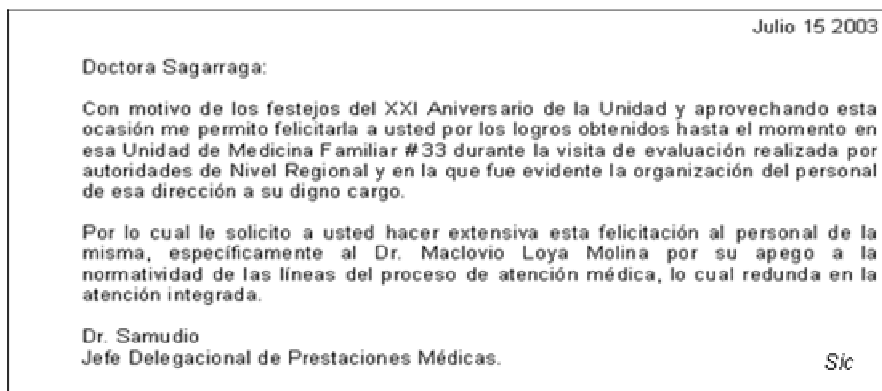 Julio 15 2003
Doctora Sagarraga:
Con motivo de los festejos del XXI Aniversario de la Unidad y aprovechando esta
ocasión me permito felicitarla a usted por los logros obtenidos hasta el momento en
esa Unidad de Medicina Familiar #33 durante la visita de evaluación realizada por
autoridades de Nivel Regional y en la que fue evidente la organización del personal
de esa dirección a su digno cargo.
Por lo cual le solicito a usted hacer extensiva esta felicitación al personal de la
misma, específicamente al Dr. Maclovio Loya Molina por su apego a la
normatividad de las líneas del proceso de atención médica, lo cual redunda en la
atención integrada.
Dr. Samudio
Jefe Delegacional de Prestaciones Médicas.
Sic